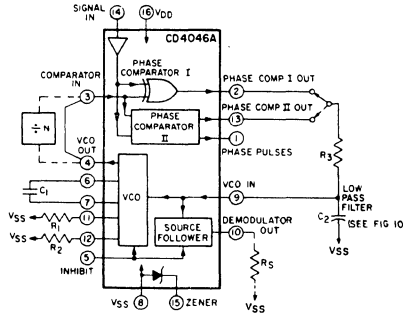 SIGNAL IN
14
16 VDD
CD4046A
PHASE COMPARATOR I
COMPARATOR IN
3
PHASE COMP I OUT
2
PHASE COMP II OUT
13
PHASE COMPARATOR II
1
PHASE PULSES
÷ N
VCO OUT
4
R3
6
VCO IN
9
C1
7
VCO
LOW PASS FILTER
VSS
R1
11
SOURCE FOLLOWER
DEMODULATOR OUT
10
C2
(SEE FIG 10
VSS
VSS
R2
12
5
INHIBIT
RS
VSS
8
15 ZENER
VSS